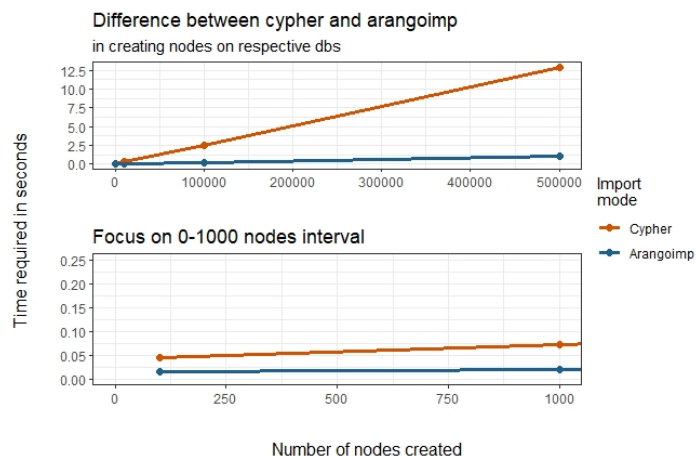 Difference between cypher and arangoimp
in creating nodes on respective dbs
12.5
10.0
7.5
5.0
2.5
0.0
0 100000 200000 300000 400000 500000
Focus on 0-1000 nodes interval
0.25
0.20
0.15
0.10
0.05
0.00
0 250 500 750 1000
Time required in seconds
Number of nodes created
Import
mode
Cypher
Arangoimp